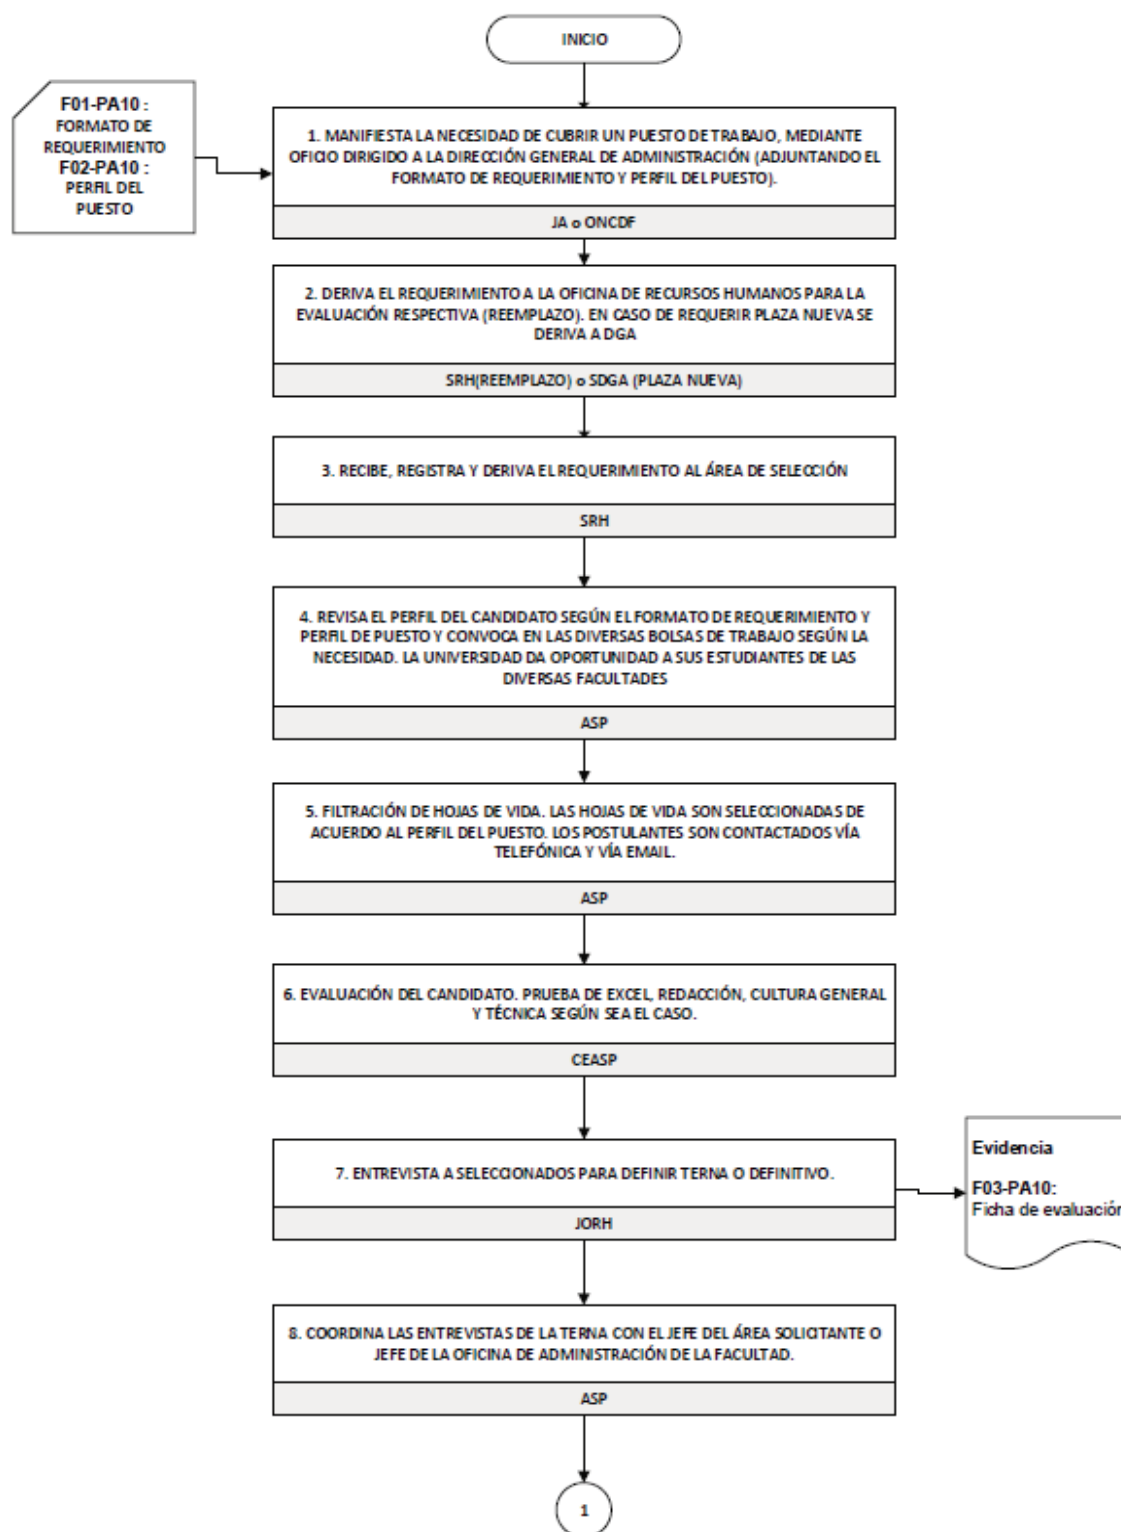 INICIO
F01-PA10 :
FORMATO DE
REQUERIMIENTO
F02-PA10 :
PERFIL DEL
PUESTO
1. MANIFIESTA LA NECESIDAD DE CUBRIR UN PUESTO DE TRABAJO, MEDIANTE
OFICIO DIRIGIDO A LA DIRECCIÓN GENERAL DE ADMINISTRACIÓN (ADJUNTANDO EL
FORMATO DE REQUERIMIENTO Y PERFIL DEL PUESTO).
JA o ONCDF
2. DERIVA EL REQUERIMIENTO A LA OFICINA DE RECURSOS HUMANOS PARA LA
EVALUACIÓN RESPECTIVA (REEMPLAZO). EN CASO DE REQUERIR PLAZA NUEVA SE
DERIVA A DGA
SRH(REEMPLAZO) o SDGA (PLAZA NUEVA)
3. RECIBE, REGISTRA Y DERIVA EL REQUERIMIENTO AL ÁREA DE SELECCIÓN
SRH
4. REVISA EL PERFIL DEL CANDIDATO SEGÚN EL FORMATO DE REQUERIMIENTO Y
PERFIL DE PUESTO Y CONVOCA EN LAS DIVERSAS BOLSAS DE TRABAJO SEGÚN LA
NECESIDAD. LA UNIVERSIDAD DA OPORTUNIDAD A SUS ESTUDIANTES DE LAS
DIVERSAS FACULTADES
ASP
5. FILTRACIÓN DE HOJAS DE VIDA. LAS HOJAS DE VIDA SON SELECCIONADAS DE
ACUERDO AL PERFIL DEL PUESTO. LOS POSTULANTES SON CONTACTADOS VÍA
TELEFÓNICA Y VÍA EMAIL.
ASP
6. EVALUACIÓN DEL CANDIDATO. PRUEBA DE EXCEL, REDACCIÓN, CULTURA GENERAL
Y TÉCNICA SEGÚN SEA EL CASO.
CEASP
7. ENTREVISTA A SELECCIONADOS PARA DEFINIR TERNA O DEFINITIVO.
JORH
Evidencia
F03-PA10:
Ficha de evaluación
8. COORDINA LAS ENTREVISTAS DE LA TERNA CON EL JEFE DEL ÁREA SOLICITANTE O
JEFE DE LA OFICINA DE ADMINISTRACIÓN DE LA FACULTAD.
ASP
1